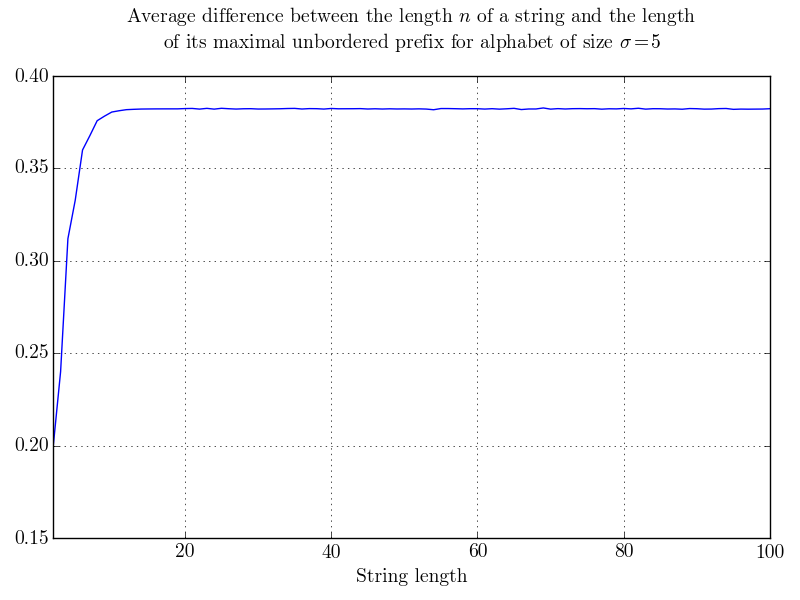 Average difference between the length n of a string and the length
of its maximal unbordered prefix for alphabet of size σ=5
0.40
0.35
0.30
0.25
0.20
0.15
20 40 60 80 100
String length